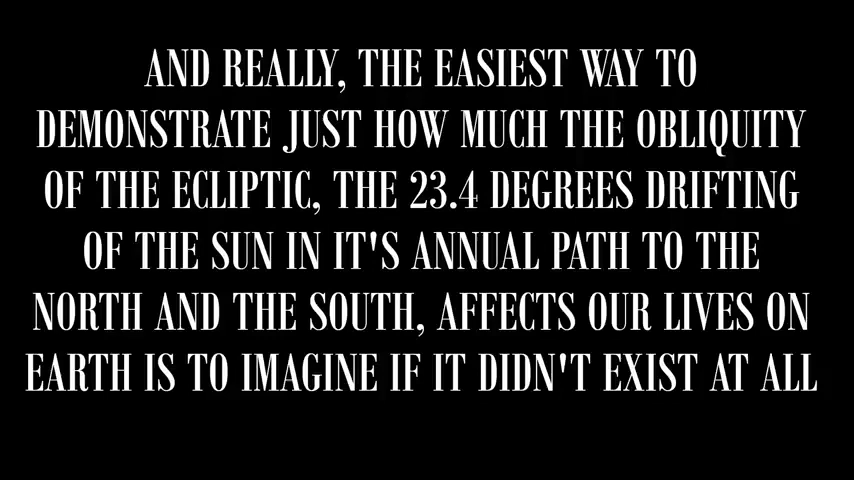 AND REALLY, THE EASIEST WAY TO
DEMONSTRATE JUST HOW MUCH THE OBLIQUITY
OF THE ECLIPTIC, THE 23.4 DEGREES DRIFTING
OF THE SUN IN IT'S ANNUAL PATH TO THE
NORTH AND THE SOUTH, AFFECTS OUR LIVES ON
EARTH IS TO IMAGINE IF IT DIDN'T EXIST AT ALL